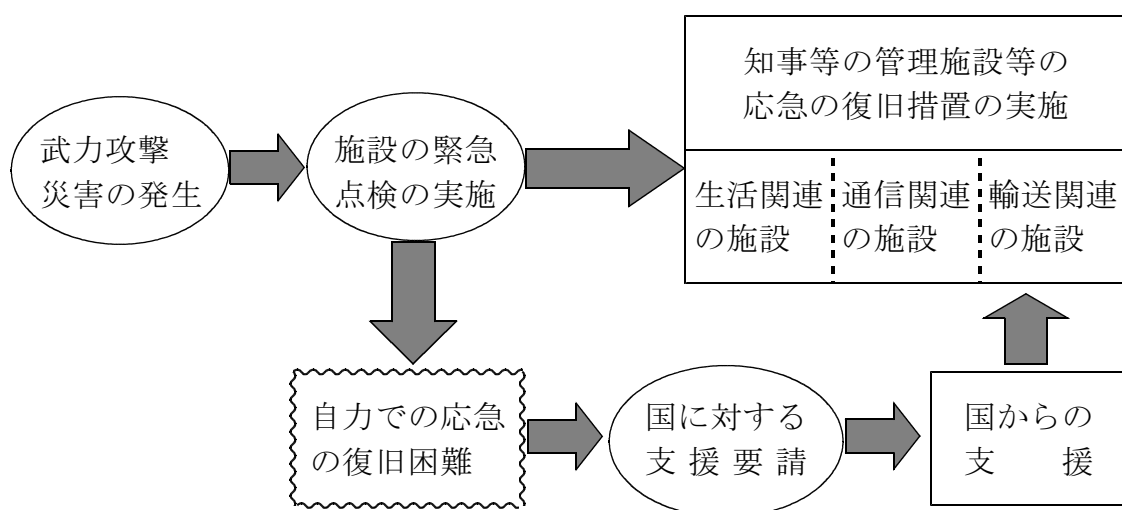 知事等の管理施設等の
応急の復旧措置の実施
武力攻撃
災害の発生
施設の緊急
点検の実施
生活関連
の施設
通信関連
の施設
輸送関連
の施設
自力での応急
の復旧困難
国に対する
支援要請
国からの
支援